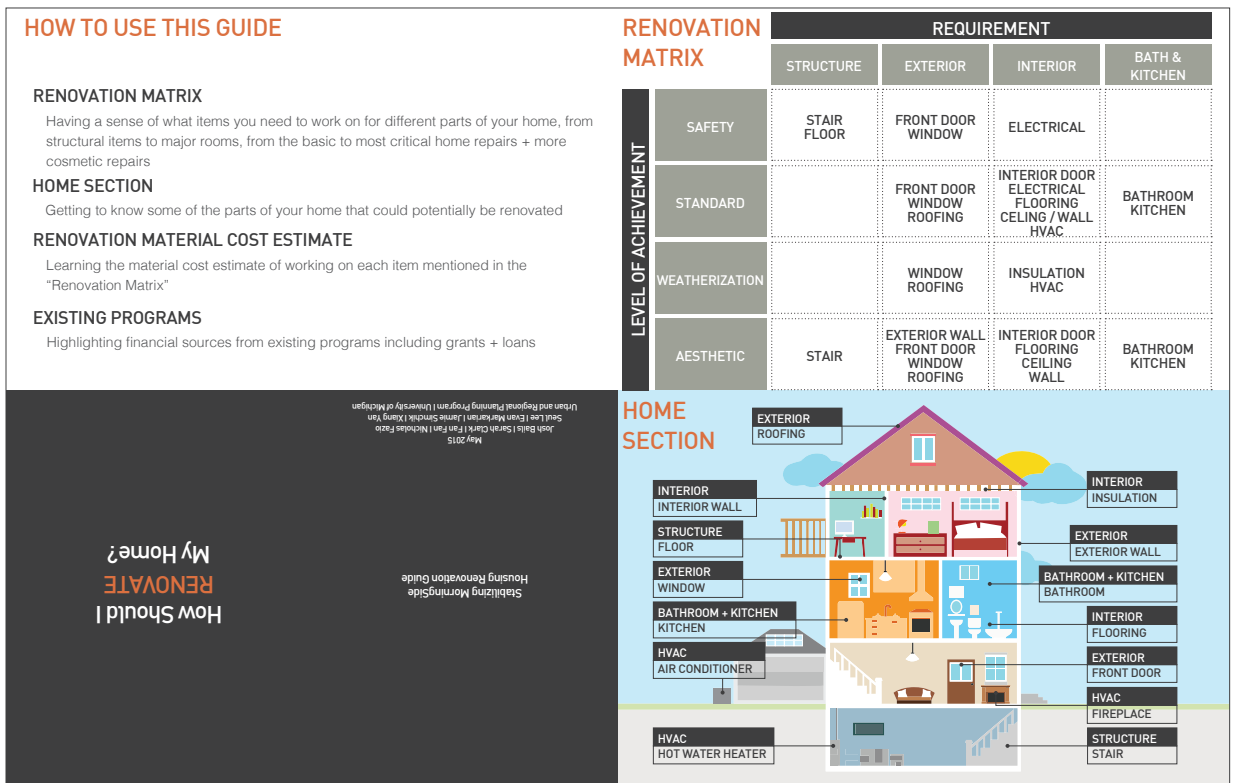 HOW TO USE THIS GUIDE
RENOVATION MATRIX
Having a sense of what items you need to work on for different parts of your home, from
structural items to major rooms, from the basic to most critical home repairs + more
cosmetic repairs
HOME SECTION
Getting to know some of the parts of your home that could potentially be renovated
RENOVATION MATERIAL COST ESTIMATE
Learning the material cost estimate of working on each item mentioned in the
“Renovation Matrix”
EXISTING PROGRAMS
Highlighting financial sources from existing programs including grants + loans
RENOVATION
MATRIX
REQUIREMENT
STRUCTURE
EXTERIOR
INTERIOR
BATH &
KITCHEN
LEVEL OF ACHIEVEMENT
SAFETY
STAIR
FLOOR
FRONT DOOR
WINDOW
ELECTRICAL
STANDARD
FRONT DOOR
WINDOW
ROOFING
INTERIOR DOOR
ELECTRICAL
FLOORING
CELING / WALL
HVAC
BATHROOM
KITCHEN
WEATHERIZATION
WINDOW
ROOFING
INSULATION
HVAC
AESTHETIC
STAIR
EXTERIOR WALL
FRONT DOOR
WINDOW
ROOFING
INTERIOR DOOR
FLOORING
CEILING
WALL
BATHROOM
KITCHEN
How Should I
RENOVATE
My Home?
Stabilizing MorningSide
Housing Renovation Guide
May 2015
Josh Bails I Sarah Clark I Fan Fan I Nicholas Fazio
Seul Lee I Evan Markarian I Jamie Simchik I Xiang Yan
Urban and Regional Planning Program I University of Michigan
HOME
SECTION
EXTERIOR
ROOFING
INTERIOR
INTERIOR WALL
STRUCTURE
FLOOR
EXTERIOR
WINDOW
BATHROOM + KITCHEN
KITCHEN
HVAC
AIR CONDITIONER
HVAC
HOT WATER HEATER
INTERIOR
INSULATION
EXTERIOR
EXTERIOR WALL
BATHROOM + KITCHEN
BATHROOM
INTERIOR
FLOORING
EXTERIOR
FRONT DOOR
HVAC
FIREPLACE
STRUCTURE
STAIR